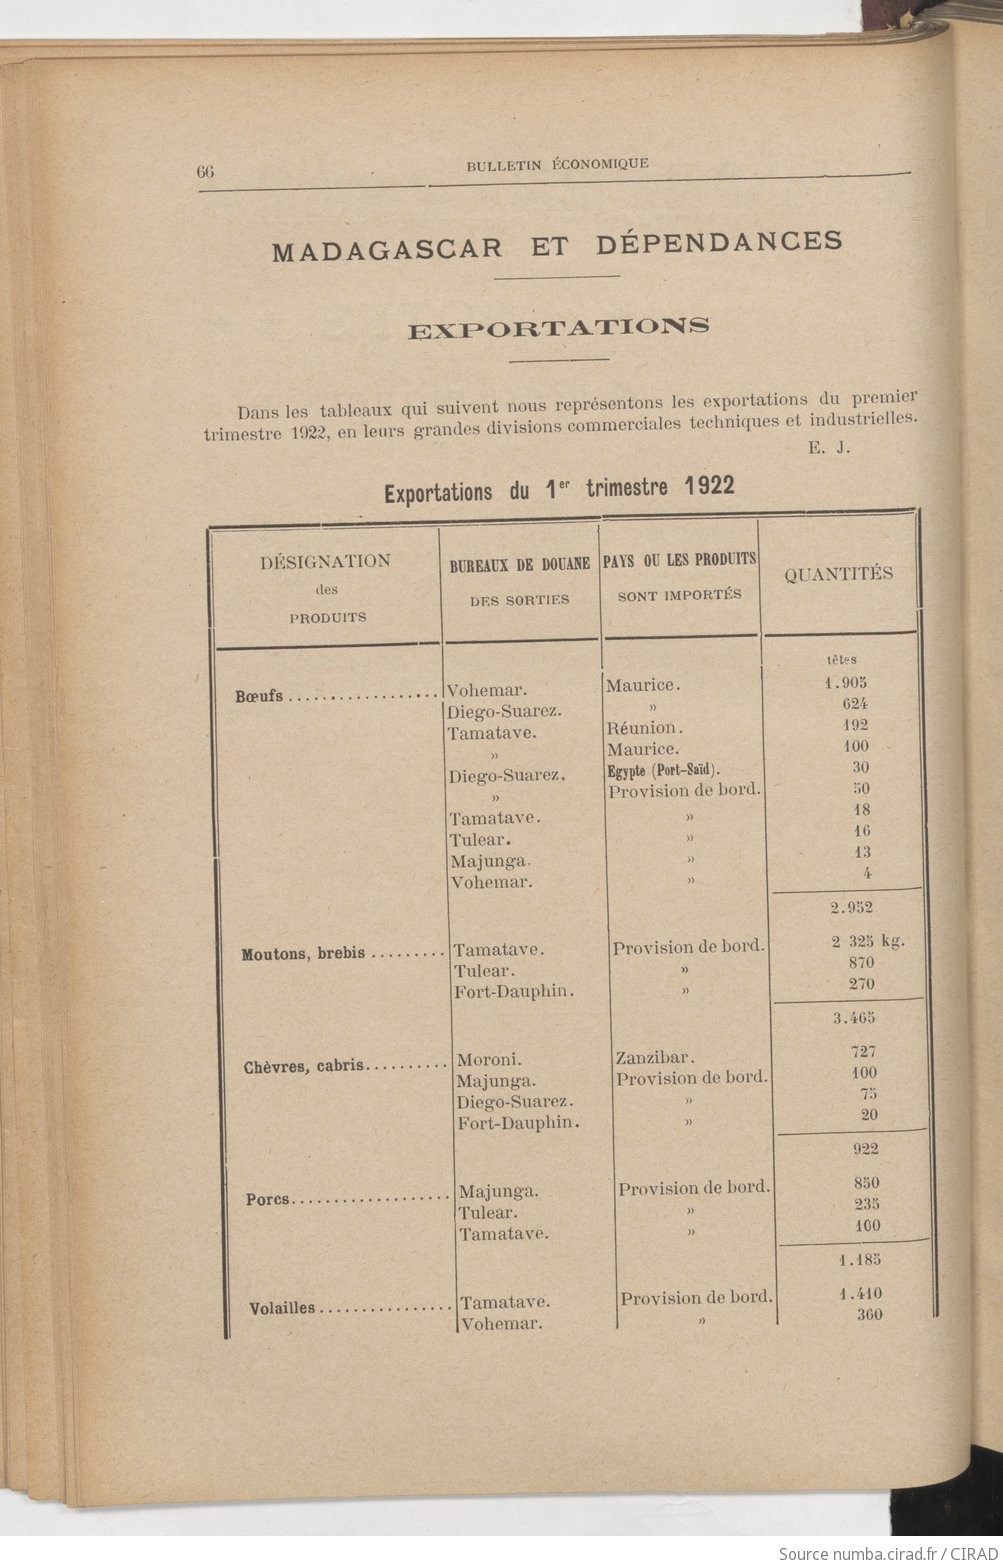 66
BULLETIN ÉCONOMIQUE
MADAGASCAR ET DÉPENDANCES
EXPORTATIONS
Dans les tableaux qui suivent nous représentons les exportations du premier
trimestre 1922, en leurs grandes divisions commerciales techniques et industrielles.
E. J.
Exportations du 1er trimestre 1922
DÉSIGNATION des PRODUITS
BUREAUX DE DOUANE DES SORTIES
PAYS OU LES PRODUITS SONT IMPORTÉS
QUANTITÉS
têtes
Bœufs .................. Vohemar. Maurice. 1.905
Diego-Suarez. » 624
Tamatave. Réunion. 192
» Maurice. 100
Diego-Suarez. Egypte (Port-Saïd). 30
» Provision de bord. 50
Tamatave. » 18
Tulear. » 16
Majunga. » 13
Vohemar. » 4
2.952
Moutons, brebis ......... Tamatave. Provision de bord. 2 325 kg.
Tulear. » 870
Fort-Dauphin. » 270
3.465
Chèvres, cabris.......... Moroni. Zanzibar. 727
Majunga. Provision de bord. 100
Diego-Suarez. » 75
Fort-Dauphin. » 20
922
Porcs................... Majunga. Provision de bord. 850
Tulear. » 235
Tamatave. » 100
1.185
Volailles ................ Tamatave. Provision de bord. 1.410
Vohemar. » 360
Source numba.cirad.fr / CIRAD